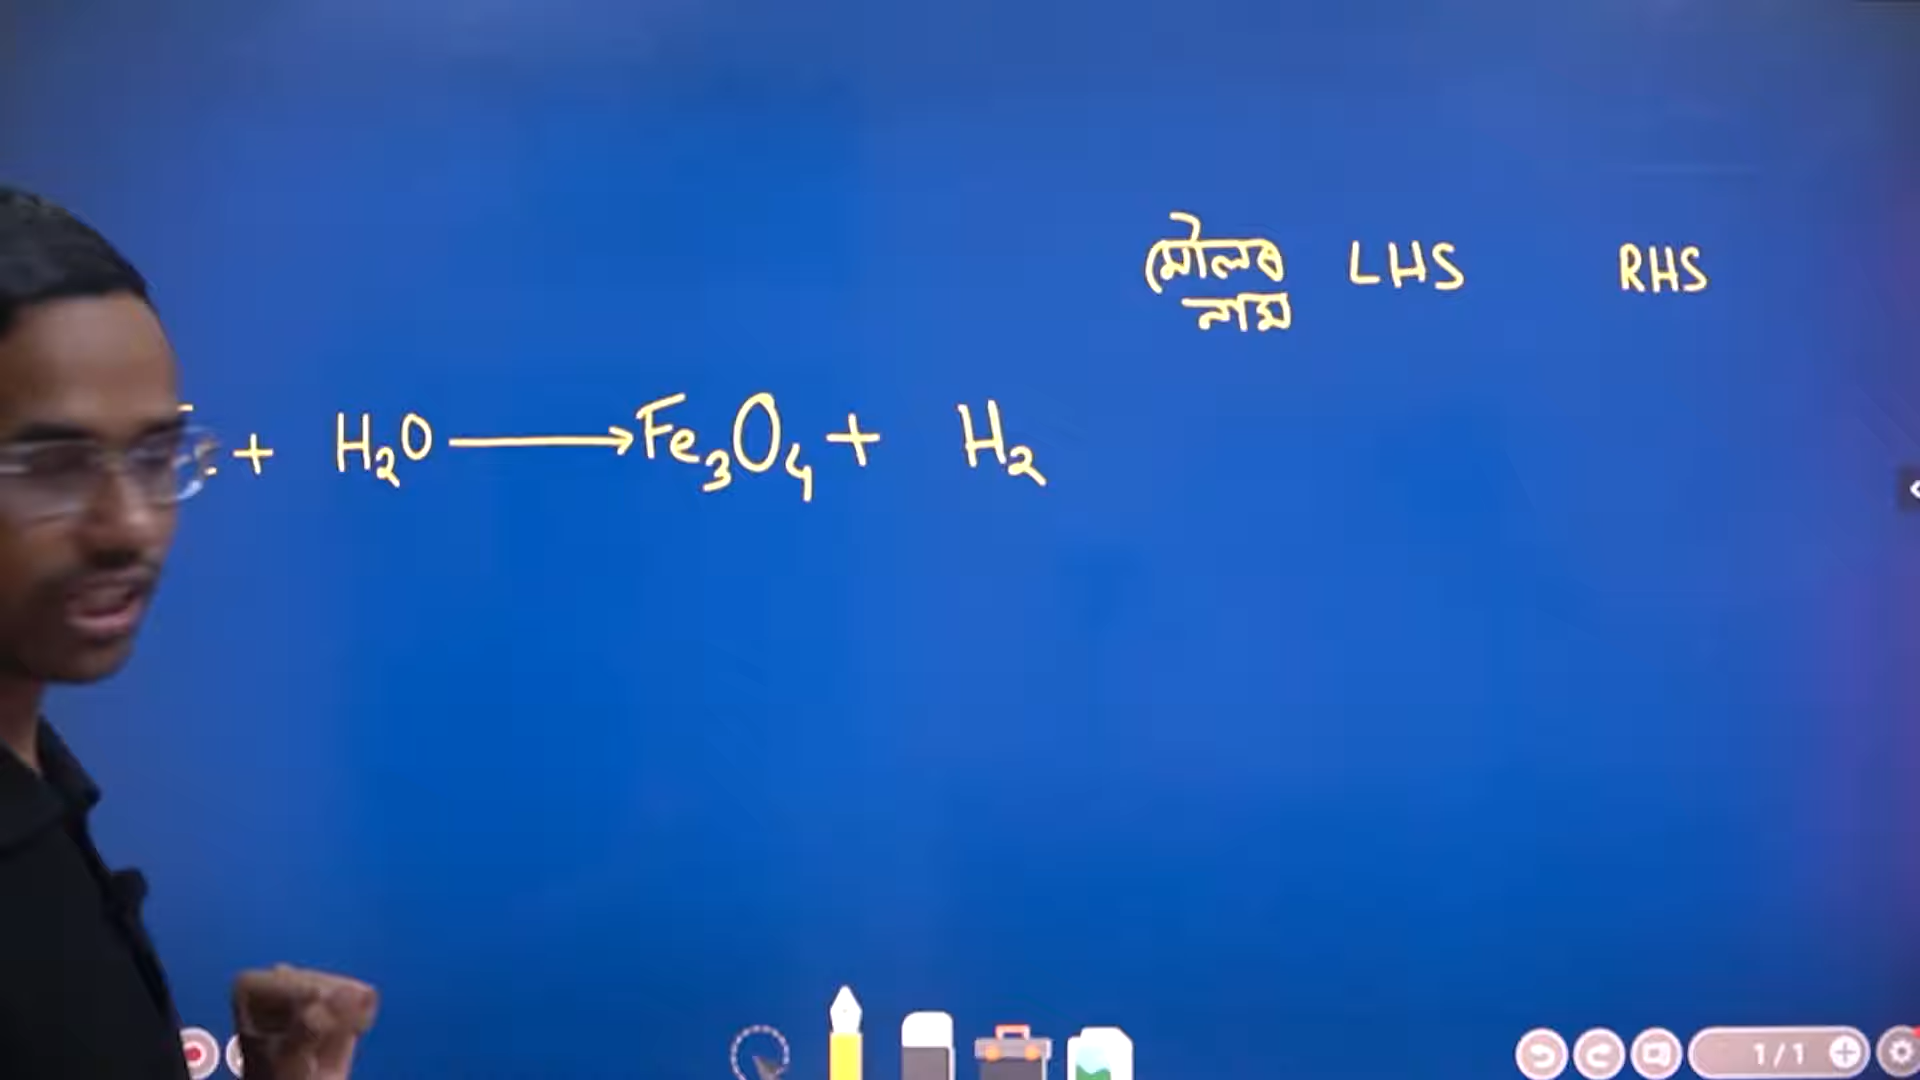 মৌলৰ LHS RHS
নাম
+ H₂O ⟶ Fe₃O₄ + H₂
1/1